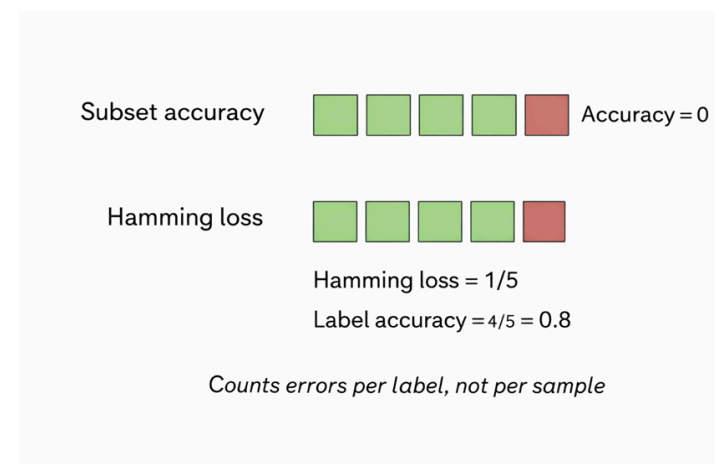 Subset accuracy
Accuracy = 0
Hamming loss
Hamming loss = 1/5
Label accuracy = 4/5 = 0.8
Counts errors per label, not per sample